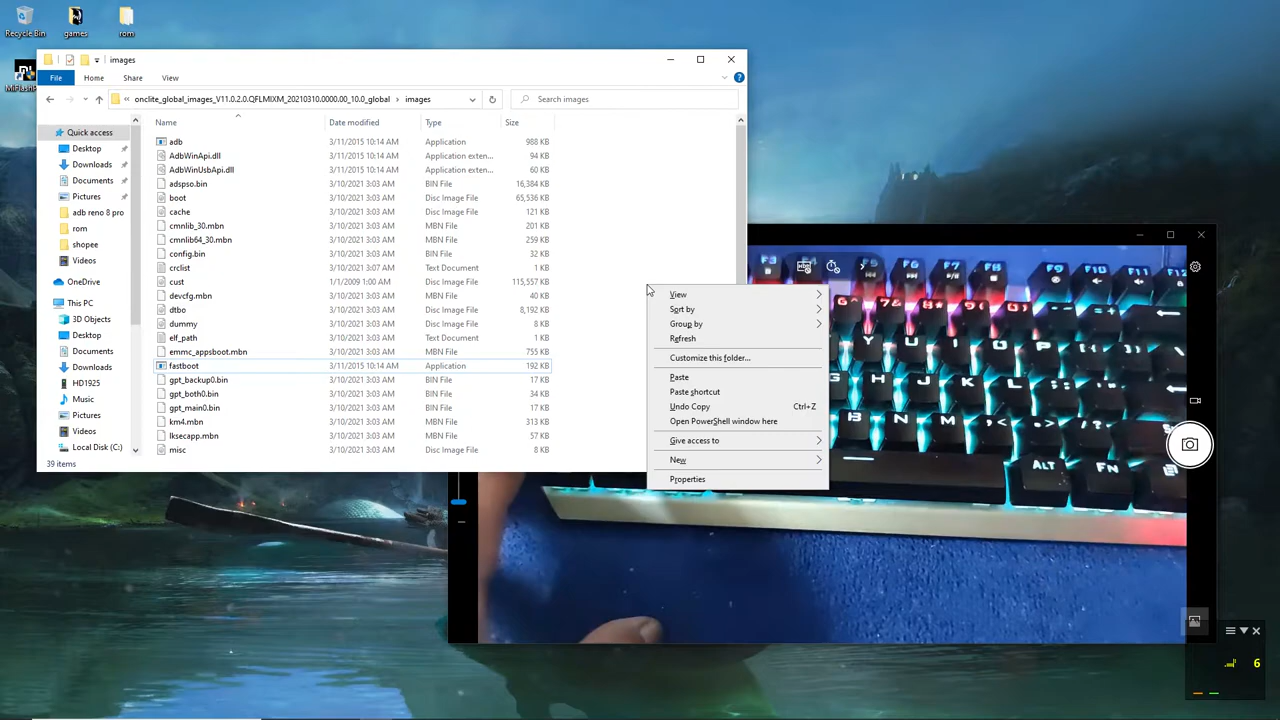 Recycle Bin
games
rom
images
File
Home
Share
View
onclite_global_images_V11.0.2.0.QFLMIXM_20210310.0000.00_10.0_global
images
Search images
Name
Date modified
Type
Size
Quick access
Desktop
Downloads
Documents
Pictures
adb reno 8 pro
rom
shopee
Videos
OneDrive
This PC
3D Objects
Desktop
Documents
Downloads
HD1925
Music
Pictures
Videos
Local Disk (C:)
adb 3/11/2015 10:14 AM Application 988 KB
AdbWinApi.dll 3/11/2015 10:14 AM Application exten... 94 KB
AdbWinUsbApi.dll 3/11/2015 10:14 AM Application exten... 60 KB
adspso.bin 3/10/2021 3:03 AM BIN File 16,384 KB
boot 3/10/2021 3:03 AM Disc Image File 65,536 KB
cache 3/10/2021 3:03 AM Disc Image File 121 KB
cmnlib_30.mbn 3/10/2021 3:03 AM MBN File 201 KB
cmnlib64_30.mbn 3/10/2021 3:03 AM MBN File 259 KB
config.bin 3/10/2021 3:03 AM BIN File 32 KB
crclist 3/10/2021 3:07 AM Text Document 1 KB
cust 1/1/2009 1:00 AM Disc Image File 115,557 KB
devcfg.mbn 3/10/2021 3:03 AM MBN File 40 KB
dtbo 3/10/2021 3:03 AM Disc Image File 8,192 KB
dummy 3/10/2021 3:03 AM Disc Image File 8 KB
elf_path 3/10/2021 3:03 AM Text Document 1 KB
emmc_appsboot.mbn 3/10/2021 3:03 AM MBN File 755 KB
fastboot 3/11/2015 10:14 AM Application 192 KB
gpt_backup0.bin 3/10/2021 3:03 AM BIN File 17 KB
gpt_both0.bin 3/10/2021 3:03 AM BIN File 34 KB
gpt_main0.bin 3/10/2021 3:03 AM BIN File 17 KB
km4.mbn 3/10/2021 3:03 AM MBN File 313 KB
lksecapp.mbn 3/10/2021 3:03 AM MBN File 57 KB
misc 3/10/2021 3:03 AM Disc Image File 8 KB
39 items
View
Sort by
Group by
Refresh
Customize this folder...
Paste
Paste shortcut
Undo Copy Ctrl+Z
Open PowerShell window here
Give access to
New
Properties
F3
F5
F6
F7
F8
F9
F10
F11
F12
ALT
FN
6